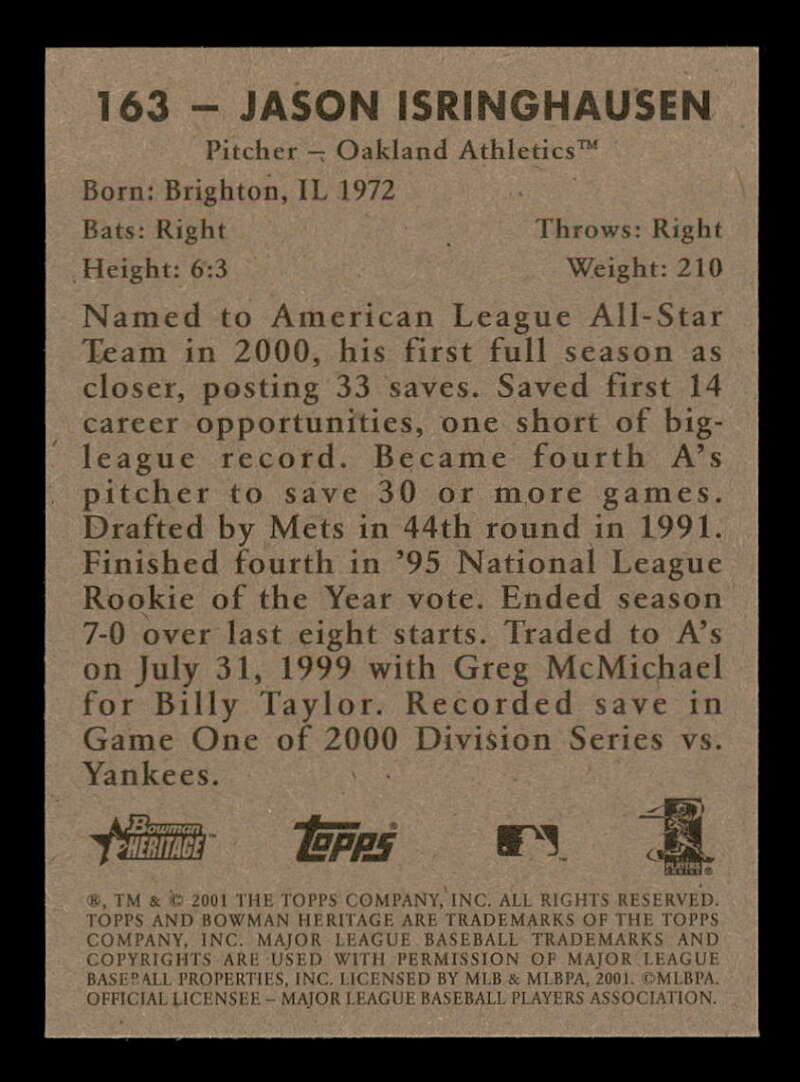 163 – JASON ISRINGHAUSEN
Pitcher – Oakland Athletics™
Born: Brighton, IL 1972
Bats: Right Throws: Right
Height: 6:3 Weight: 210
Named to American League All-Star
Team in 2000, his first full season as
closer, posting 33 saves. Saved first 14
career opportunities, one short of big-
league record. Became fourth A's
pitcher to save 30 or more games.
Drafted by Mets in 44th round in 1991.
Finished fourth in '95 National League
Rookie of the Year vote. Ended season
7-0 over last eight starts. Traded to A's
on July 31, 1999 with Greg McMichael
for Billy Taylor. Recorded save in
Game One of 2000 Division Series vs.
Yankees.
Bowman HERITAGE™ TOPPS® PLAYERS CHOICE®
®, TM & © 2001 THE TOPPS COMPANY, INC. ALL RIGHTS RESERVED.
TOPPS AND BOWMAN HERITAGE ARE TRADEMARKS OF THE TOPPS
COMPANY, INC. MAJOR LEAGUE BASEBALL TRADEMARKS AND
COPYRIGHTS ARE USED WITH PERMISSION OF MAJOR LEAGUE
BASEBALL PROPERTIES, INC. LICENSED BY MLB & MLBPA, 2001. ©MLBPA.
OFFICIAL LICENSEE – MAJOR LEAGUE BASEBALL PLAYERS ASSOCIATION.